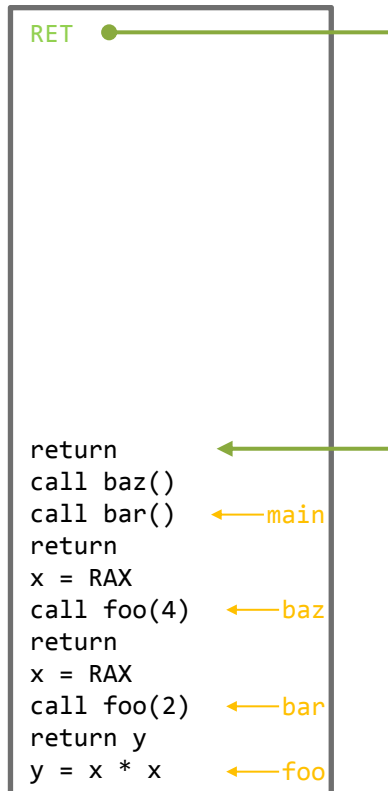 RET
return
call baz()
call bar() main
return
x = RAX
call foo(4) baz
return
x = RAX
call foo(2) bar
return y
y = x * x foo